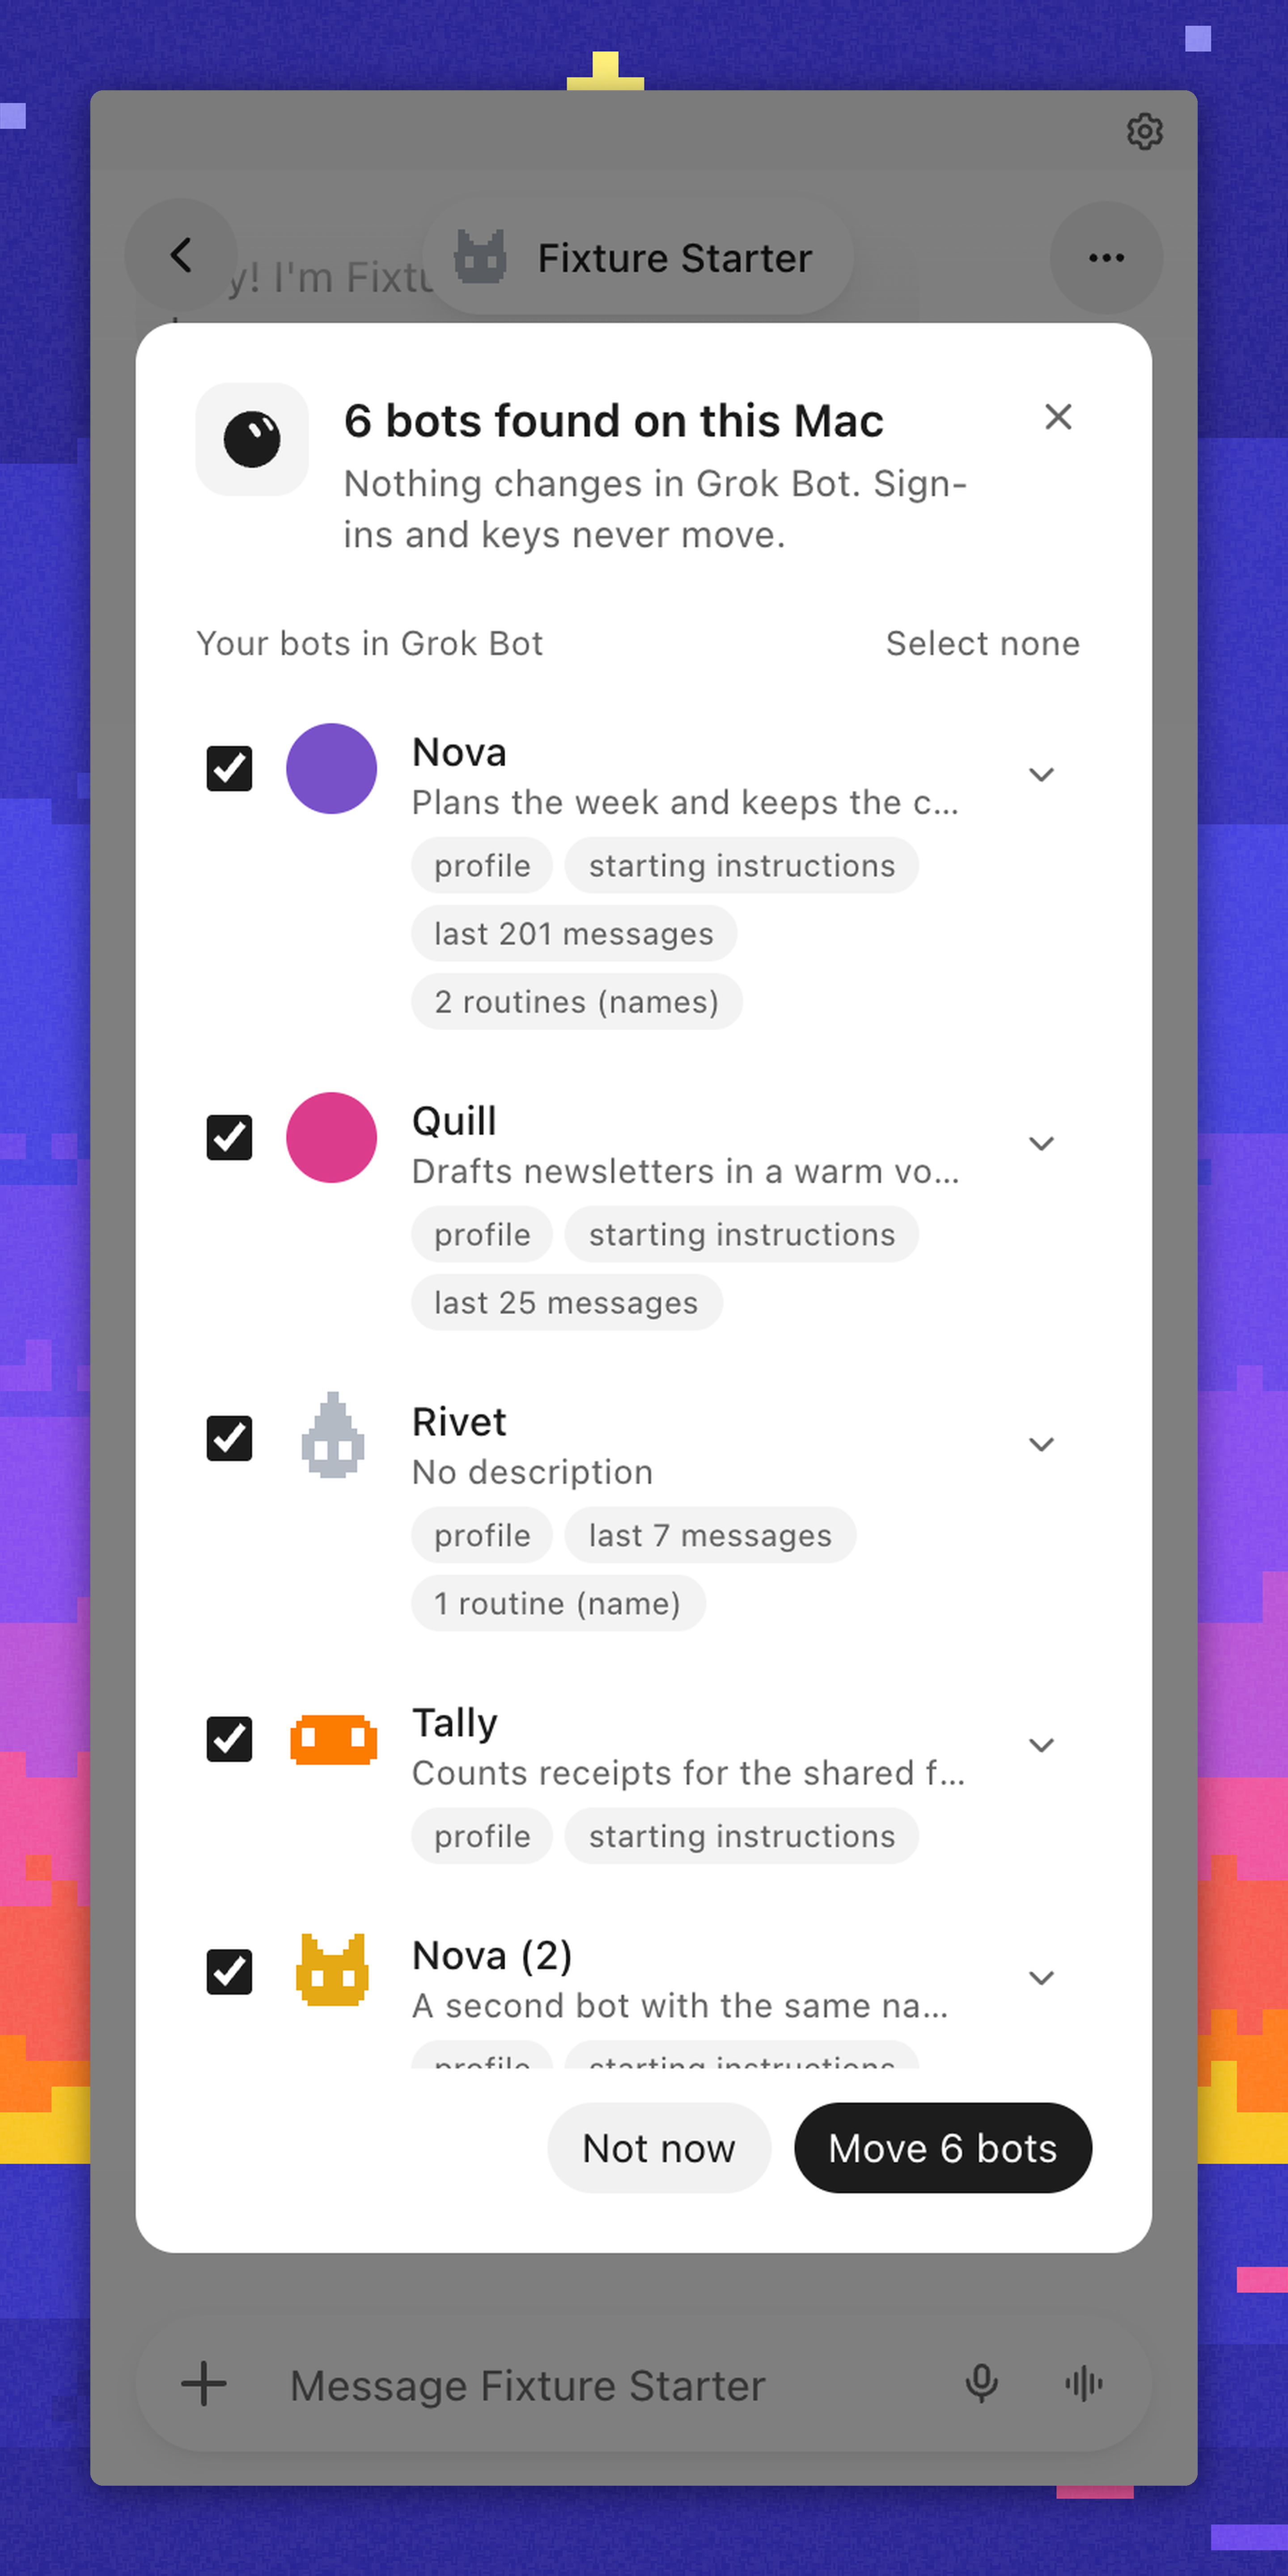 y! I'm Fixtu
Fixture Starter
6 bots found on this Mac
Nothing changes in Grok Bot. Sign-
ins and keys never move.
Your bots in Grok Bot
Select none
Nova
Plans the week and keeps the c...
profile
starting instructions
last 201 messages
2 routines (names)
Quill
Drafts newsletters in a warm vo...
profile
starting instructions
last 25 messages
Rivet
No description
profile
last 7 messages
1 routine (name)
Tally
Counts receipts for the shared f...
profile
starting instructions
Nova (2)
A second bot with the same na...
profile
starting instructions
Not now
Move 6 bots
Message Fixture Starter